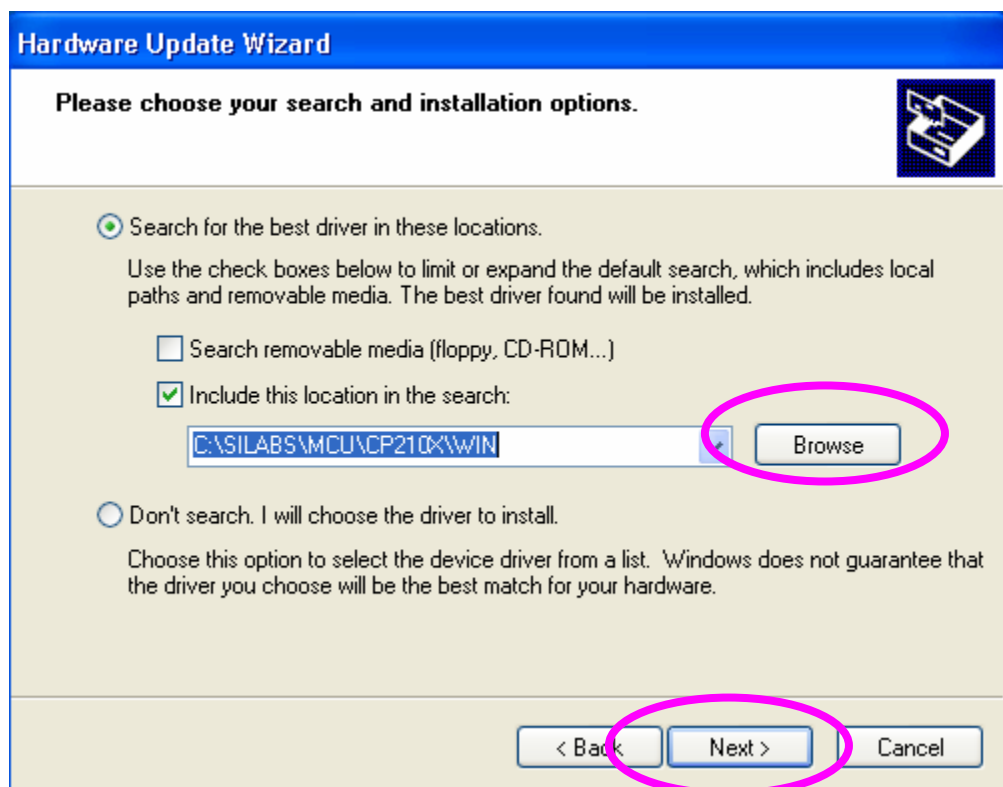 Hardware Update Wizard
Please choose your search and installation options.
Search for the best driver in these locations.
Use the check boxes below to limit or expand the default search, which includes local
paths and removable media. The best driver found will be installed.
Search removable media (floppy, CD-ROM...)
Include this location in the search:
C:\SILABS\MCU\CP210X\WIN
Browse
Don't search. I will choose the driver to install.
Choose this option to select the device driver from a list. Windows does not guarantee that
the driver you choose will be the best match for your hardware.
< Back
Next >
Cancel